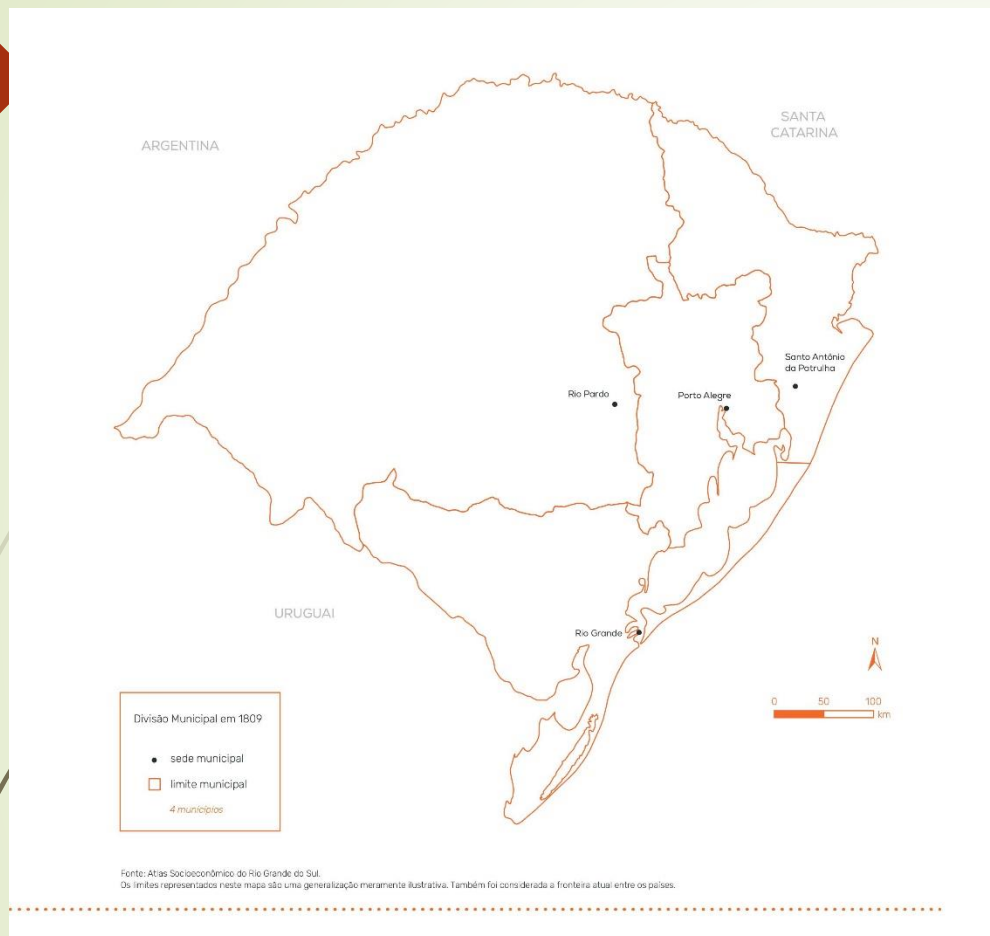 ARGENTINA
SANTA
CATARINA
Santo Antônio
da Patrulha
Rio Pardo
Porto Alegre
URUGUAI
Rio Grande
N
0 50 100
km
Divisão Municipal em 1809
sede municipal
limite municipal
4 municípios
Fonte: Atlas Socioeconômico do Rio Grande do Sul.
Os limites representados neste mapa são uma generalização meramente ilustrativa. Também foi considerada a fronteira atual entre os países.